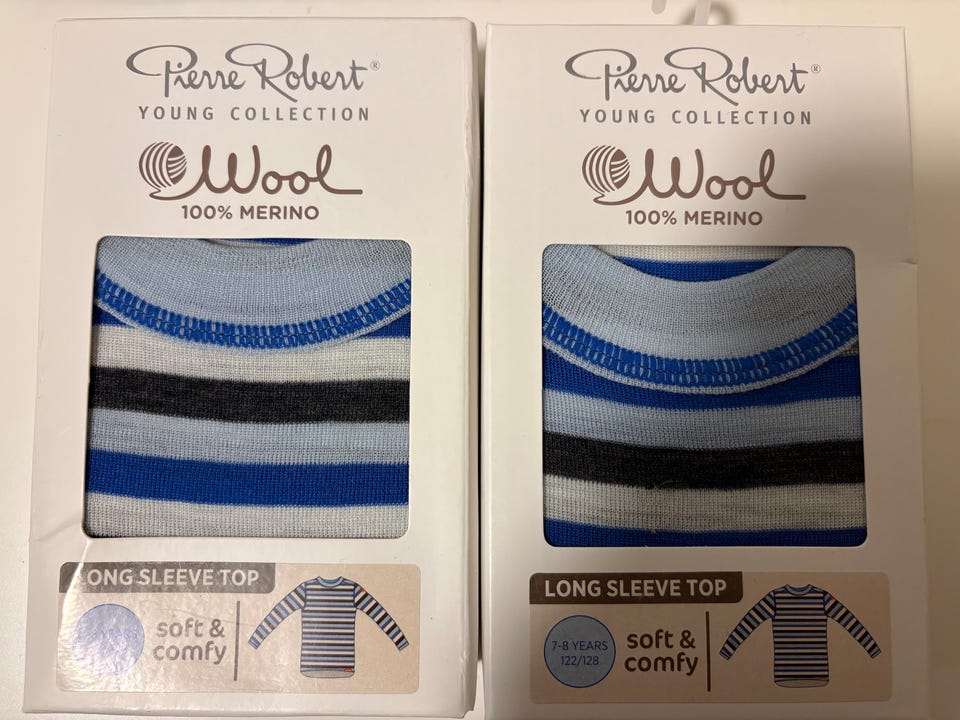 Pierre Robert®
YOUNG COLLECTION
Wool
100% MERINO
LONG SLEEVE TOP
soft &
comfy
Pierre Robert®
YOUNG COLLECTION
Wool
100% MERINO
LONG SLEEVE TOP
7-8 YEARS
122/128
soft &
comfy